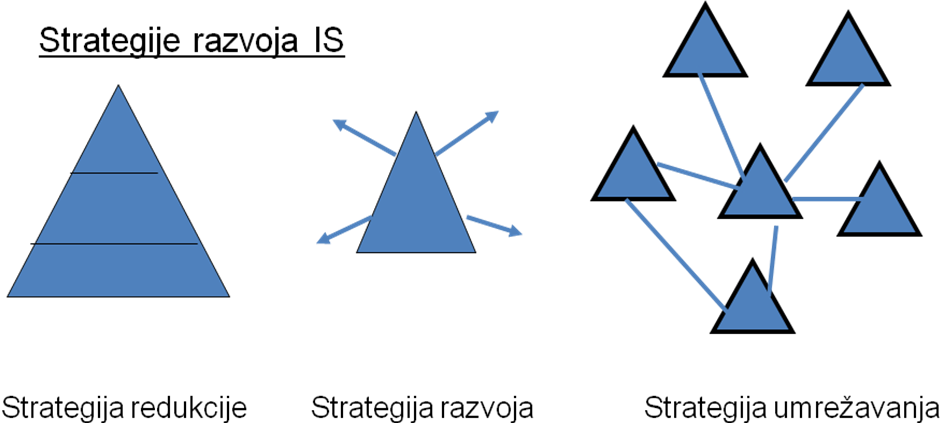 Strategije razvoja IS
Strategija redukcije
Strategija razvoja
Strategija umrežavanja